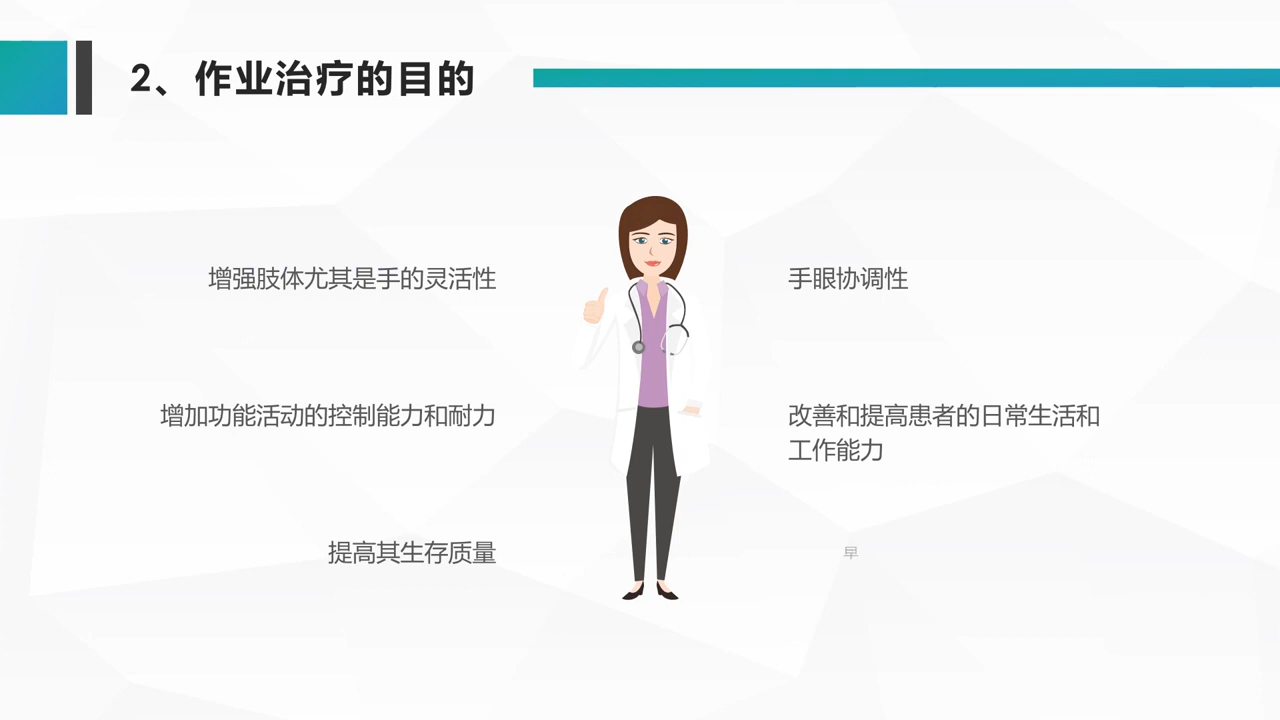 2、作业治疗的目的
增强肢体尤其是手的灵活性
手眼协调性
增加功能活动的控制能力和耐力
改善和提高患者的日常生活和
工作能力
提高其生存质量
早